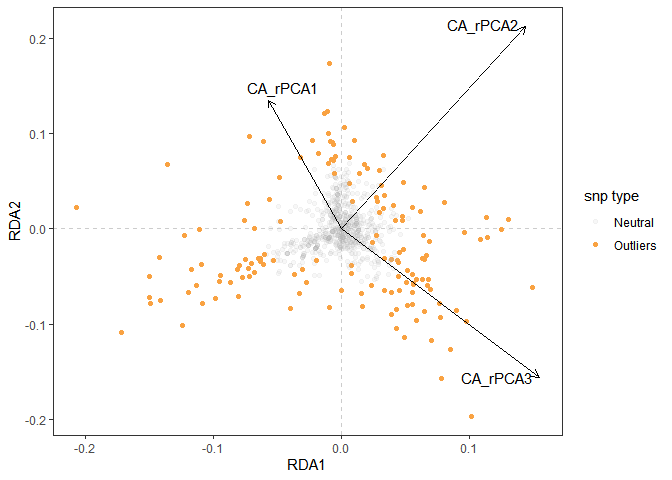 0.2
0.1
0.0
-0.1
-0.2
RDA2
CA_rPCA2
CA_rPCA1
CA_rPCA3
-0.2
-0.1
0.0
0.1
RDA1
snp type
Neutral
Outliers